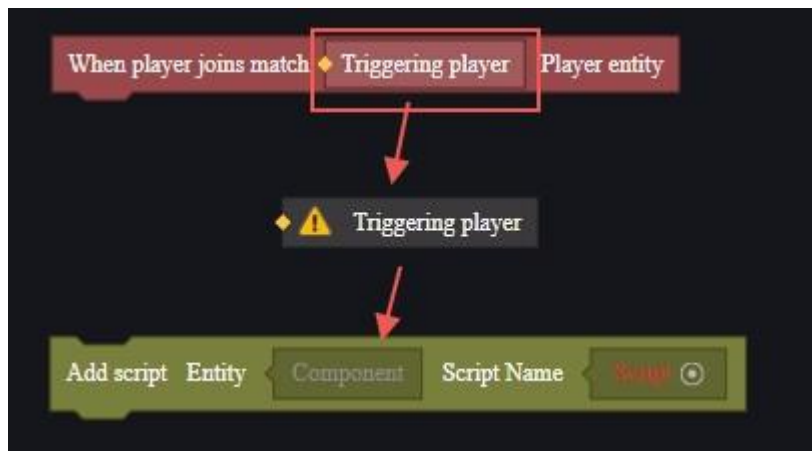 When player joins match Triggering player Player entity
Triggering player
Add script Entity Component Script Name Script